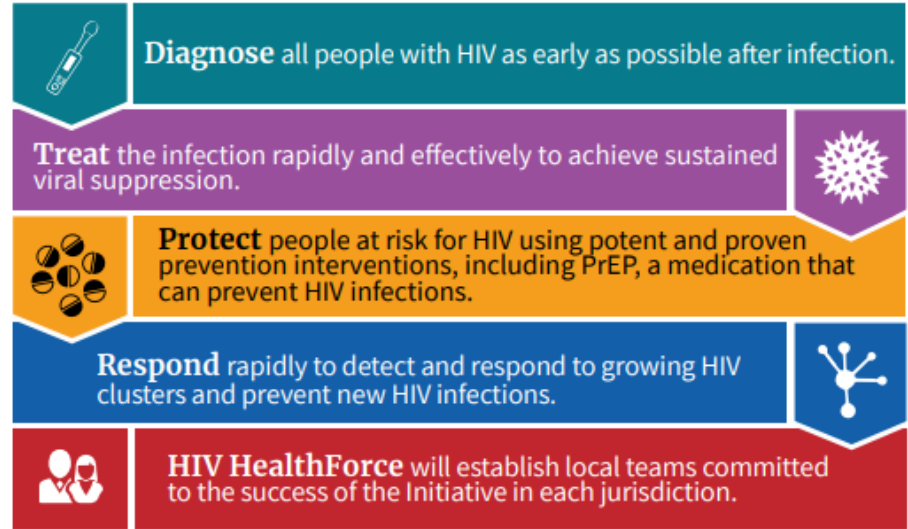 Diagnose all people with HIV as early as possible after infection.
Treat the infection rapidly and effectively to achieve sustained
viral suppression.
Protect people at risk for HIV using potent and proven
prevention interventions, including PrEP, a medication that
can prevent HIV infections.
Respond rapidly to detect and respond to growing HIV
clusters and prevent new HIV infections.
HIV HealthForce will establish local teams committed
to the success of the Initiative in each jurisdiction.